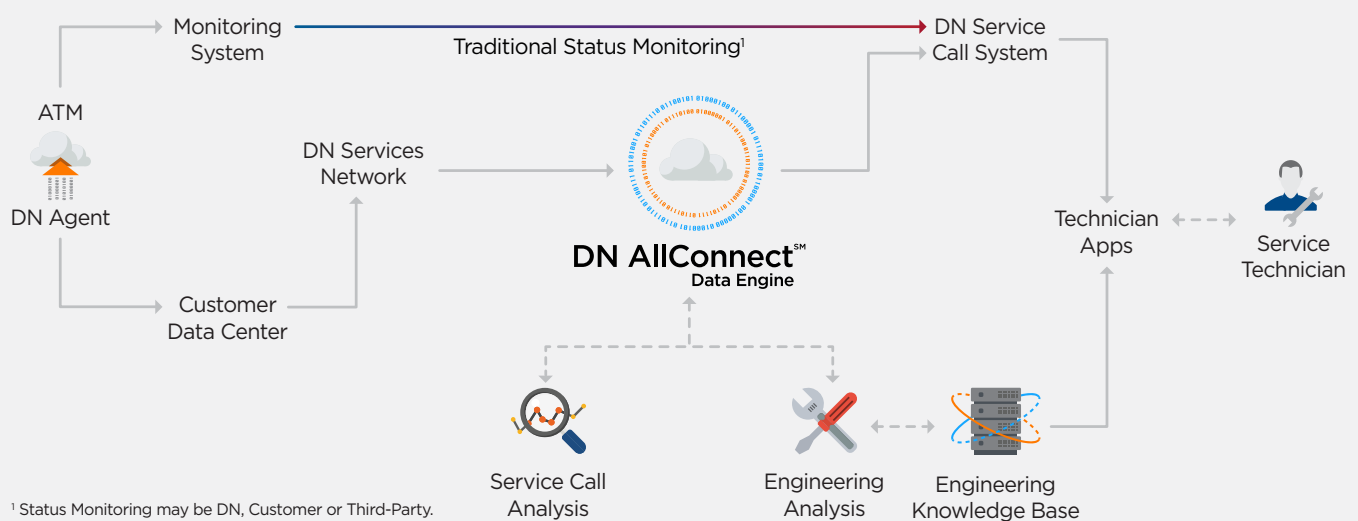 Monitoring
System
Traditional Status Monitoring¹
DN Service
Call System
ATM
DN Agent
DN Services
Network
DN AllConnect℠
Data Engine
Technician
Apps
Service
Technician
Customer
Data Center
Service Call
Analysis
Engineering
Analysis
Engineering
Knowledge Base
¹ Status Monitoring may be DN, Customer or Third-Party.